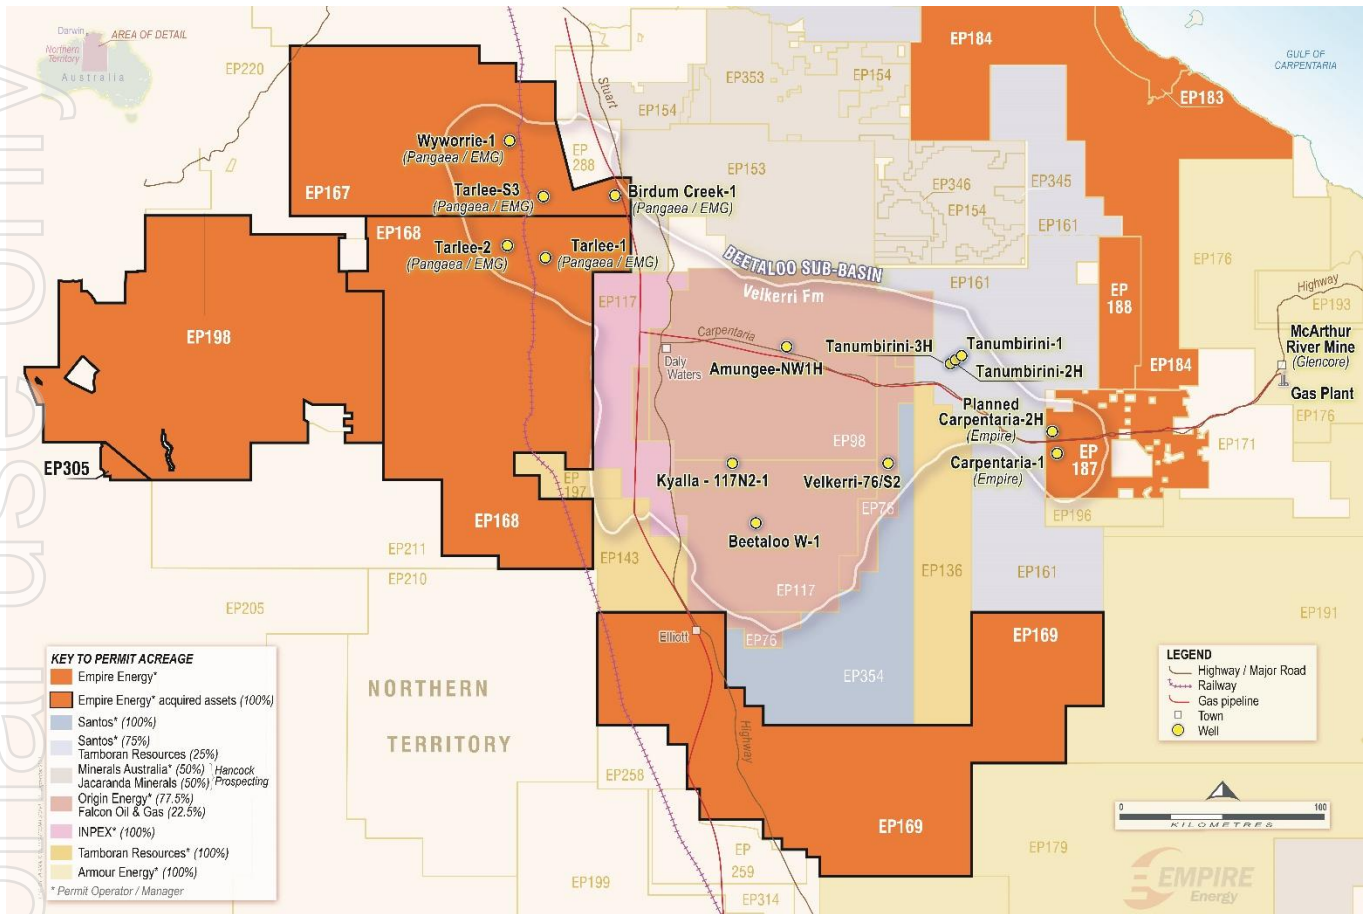 Darwin
AREA OF DETAIL
Northern
Territory
Australia
EP220
Stuart
EP154
EP353
EP154
EP184
GULF OF
CARPENTARIA
EP183
Wyworrie-1
(Pangaea / EMG)
EP
288
EP153
EP346
EP154
EP345
EP161
EP167
Tarlee-S3
(Pangaea / EMG)
Birdum Creek-1
(Pangaea / EMG)
EP168
Tarlee-2
(Pangaea / EMG)
Tarlee-1
(Pangaea / EMG)
BEETALOO SUB-BASIN
Velkerri Fm
EP161
EP176
Highway
EP193
EP
188
EP117
EP198
Carpentaria
Daly
Waters
Amungee-NW1H
Tanumbirini-3H
Tanumbirini-1
Tanumbirini-2H
EP184
McArthur
River Mine
(Glencore)
Gas Plant
EP176
Planned
Carpentaria-2H
(Empire)
EP98
EP171
EP
187
Carpentaria-1
(Empire)
EP305
EP
197
Kyalla - 117N2-1
Velkerri-76/S2
EP76
EP196
EP168
Beetaloo W-1
EP211
EP210
EP143
EP117
EP136
EP161
EP205
Elliott
EP76
EP169
EP191
EP354
NORTHERN
TERRITORY
Highway
EP258
EP169
EP
259
EP199
EP314
EP179
KEY TO PERMIT ACREAGE
Empire Energy*
Empire Energy* acquired assets (100%)
Santos* (100%)
Santos* (75%)
Tamboran Resources (25%)
Minerals Australia* (50%)
Jacaranda Minerals (50%)
Hancock
Prospecting
Origin Energy* (77.5%)
Falcon Oil & Gas (22.5%)
INPEX* (100%)
Tamboran Resources* (100%)
Armour Energy* (100%)
* Permit Operator / Manager
LEGEND
Highway / Major Road
Railway
Gas pipeline
Town
Well
0 100
KILOMETRES
EMPIRE
Energy